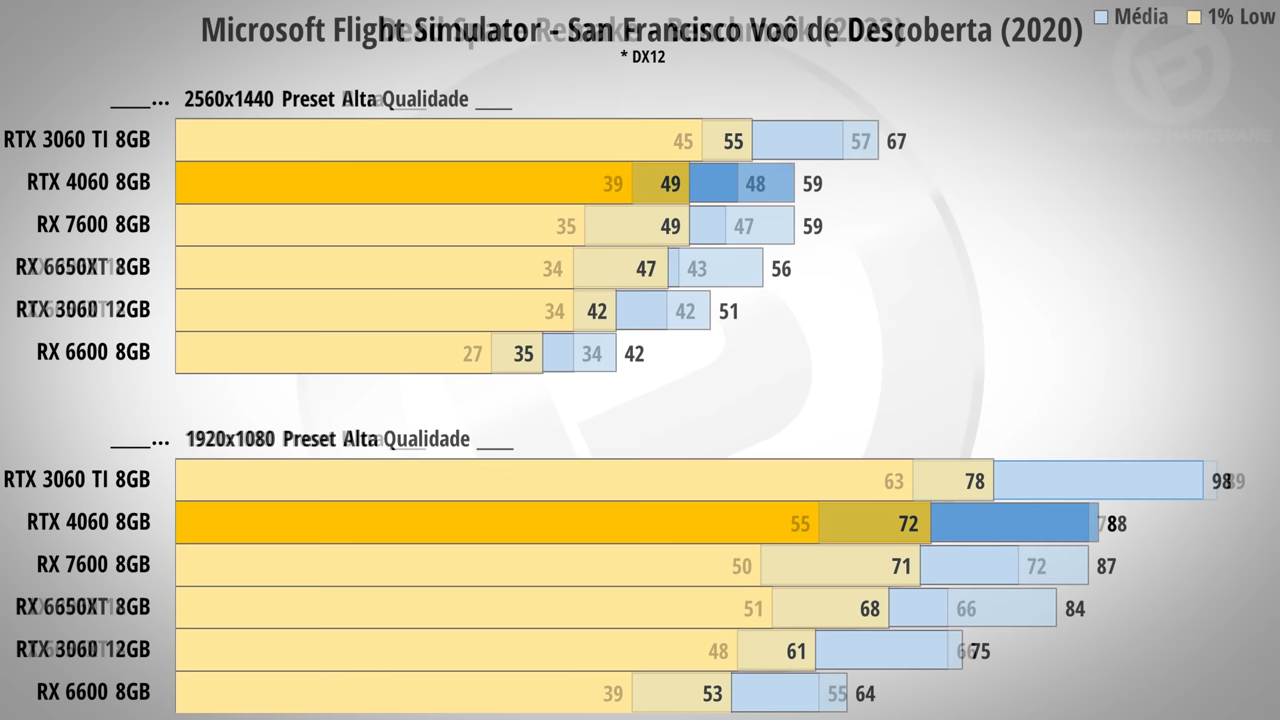 Microsoft Flight Simulator - San Francisco Voô de Descoberta (2020)
Média 1% Low
* DX12
____... 2560x1440 Preset Alta Qualidade ____
RTX 3060 TI 8GB 45 55 57 67
RTX 4060 8GB 39 49 48 59
RX 7600 8GB 35 49 47 59
RX 6650XT 8GB 34 47 43 56
RTX 3060 12GB 34 42 42 51
RX 6600 8GB 27 35 34 42
____... 1920x1080 Preset Alta Qualidade ____
RTX 3060 TI 8GB 63 78 98
RTX 4060 8GB 55 72 88
RX 7600 8GB 50 71 72 87
RX 6650XT 8GB 51 68 66 84
RTX 3060 12GB 48 61 75
RX 6600 8GB 39 53 55 64